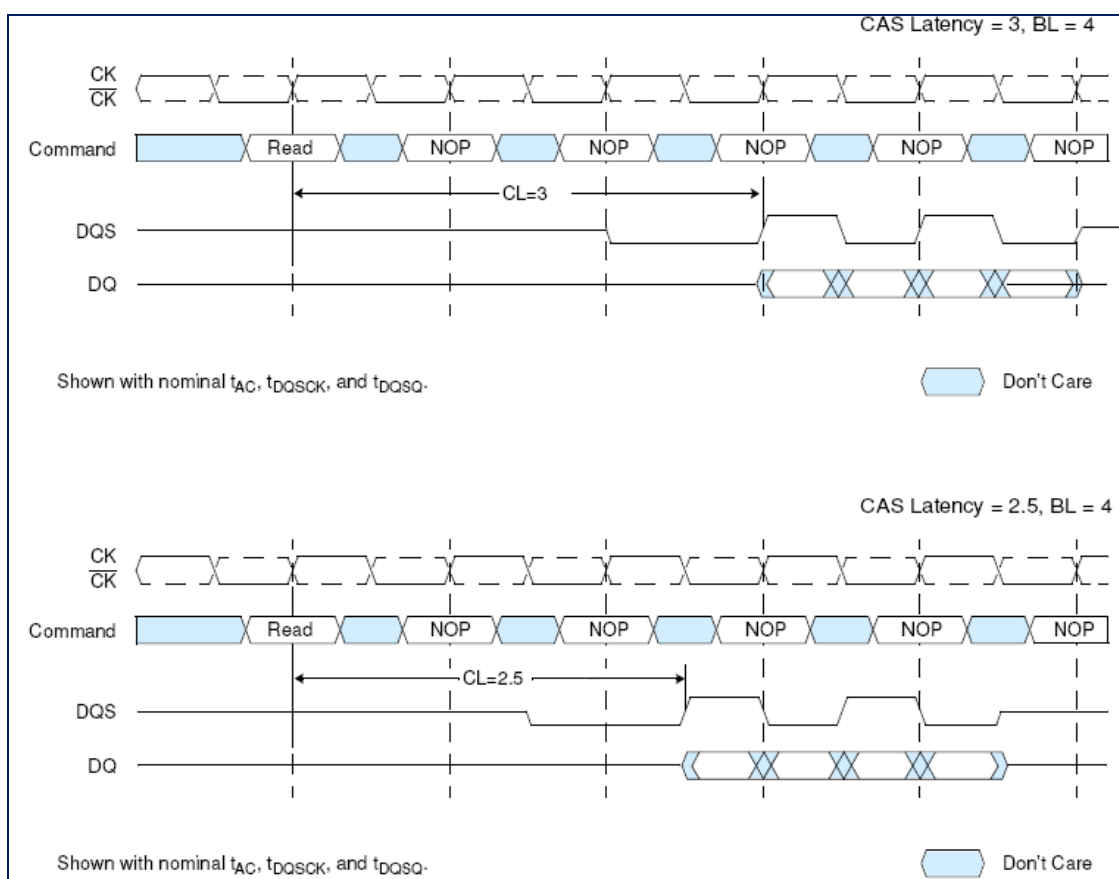 CAS Latency = 3, BL = 4
CK
CK
Command
Read
NOP
NOP
NOP
NOP
NOP
CL=3
DQS
DQ
Shown with nominal tAC, tDQSCK, and tDQSQ.
Don't Care
CAS Latency = 2.5, BL = 4
CK
CK
Command
Read
NOP
NOP
NOP
NOP
NOP
CL=2.5
DQS
DQ
Shown with nominal tAC, tDQSCK, and tDQSQ.
Don't Care